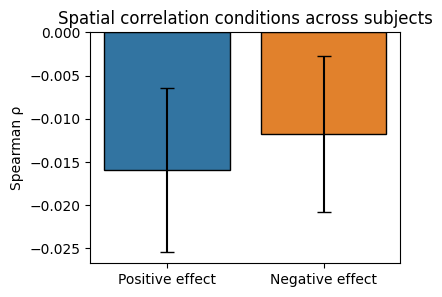 Spatial correlation conditions across subjects
0.000
−0.005
−0.010
−0.015
−0.020
−0.025
Spearman ρ
Positive effect
Negative effect